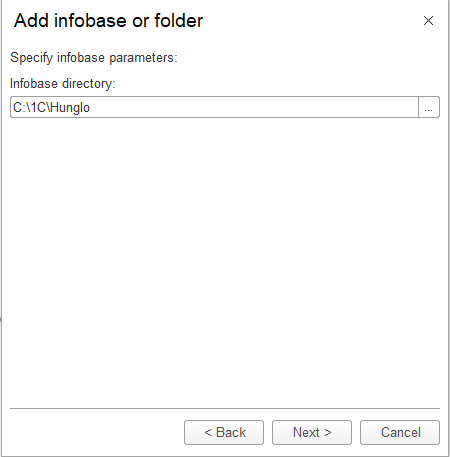 Add infobase or folder
Specify infobase parameters:
Infobase directory:
C:\1C\Hunglo
...
< Back
Next >
Cancel